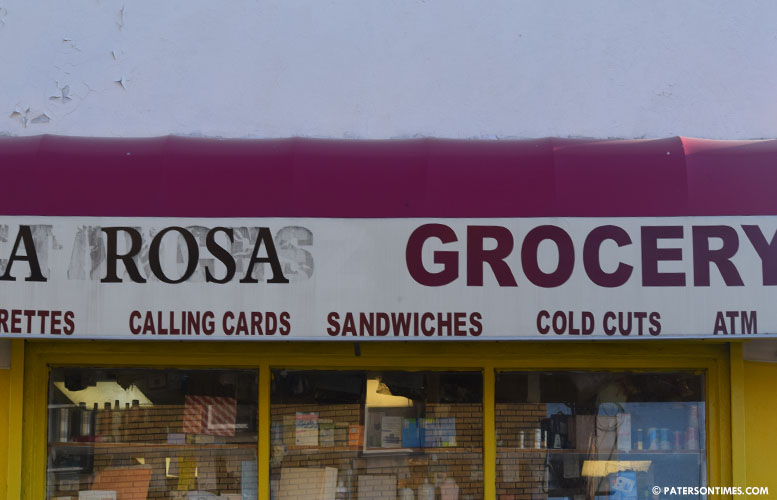 A ROSA GROCERY
RETTES CALLING CARDS SANDWICHES COLD CUTS ATM
© PATERSONTIMES.COM